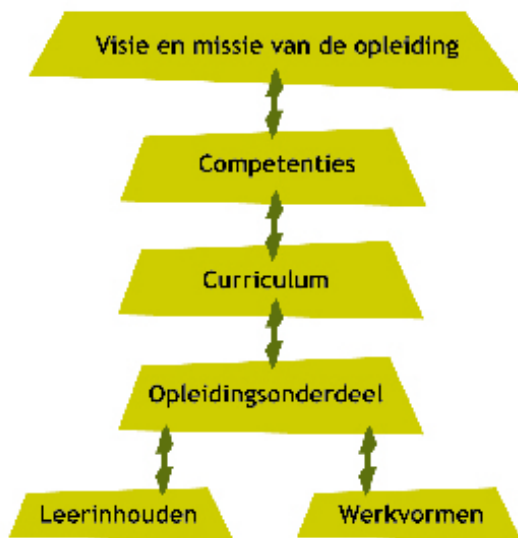 Visie en missie van de opleiding
Competenties
Curriculum
Opleidingsonderdeel
Leerinhouden
Werkvormen